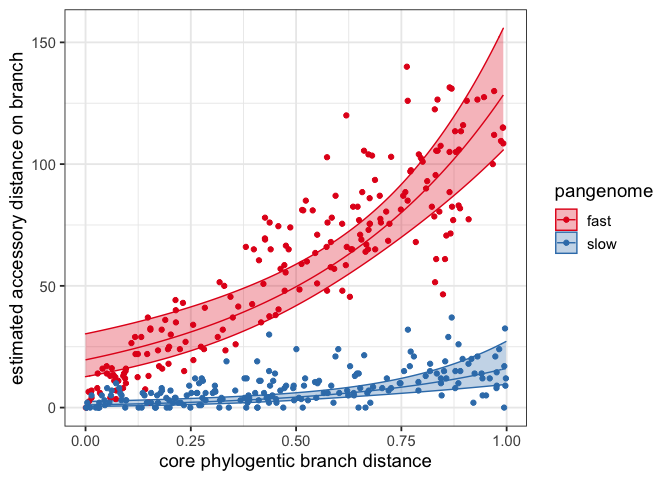 150
100
50
0
estimated accessory distance on branch
0.00 0.25 0.50 0.75 1.00
core phylogentic branch distance
pangenome
fast
slow